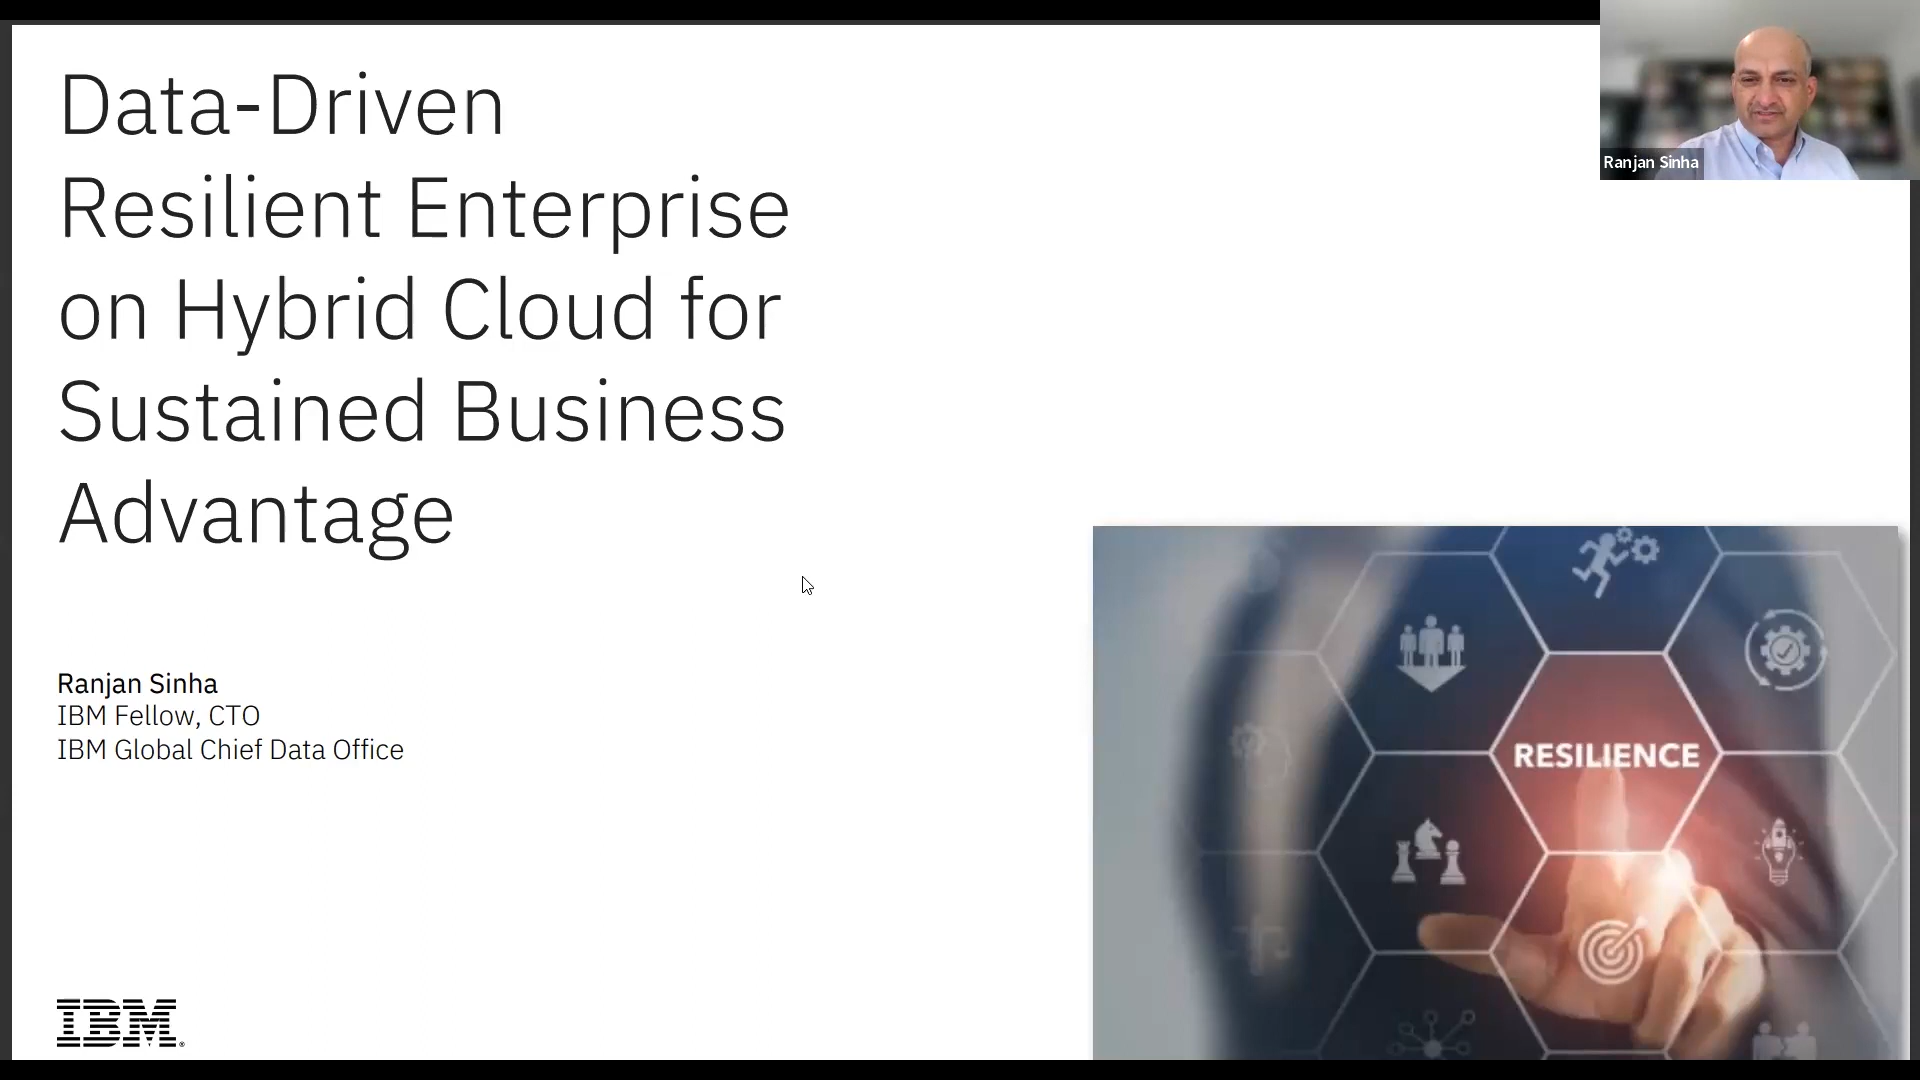 Data-Driven
Resilient Enterprise
on Hybrid Cloud for
Sustained Business
Advantage
Ranjan Sinha
IBM Fellow, CTO
IBM Global Chief Data Office
IBM®
Ranjan Sinha
RESILIENCE